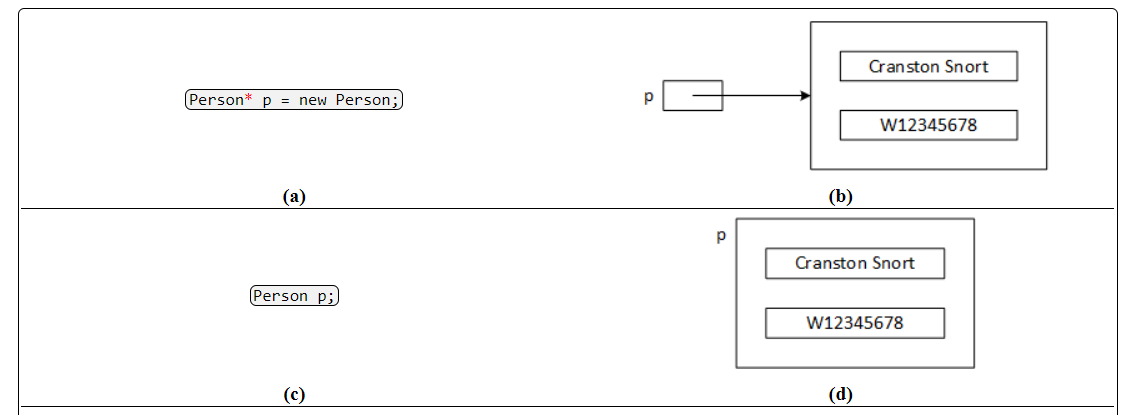 Person* p = new Person;
p
Cranston Snort
W12345678
(a)
(b)
Person p;
p
Cranston Snort
W12345678
(c)
(d)